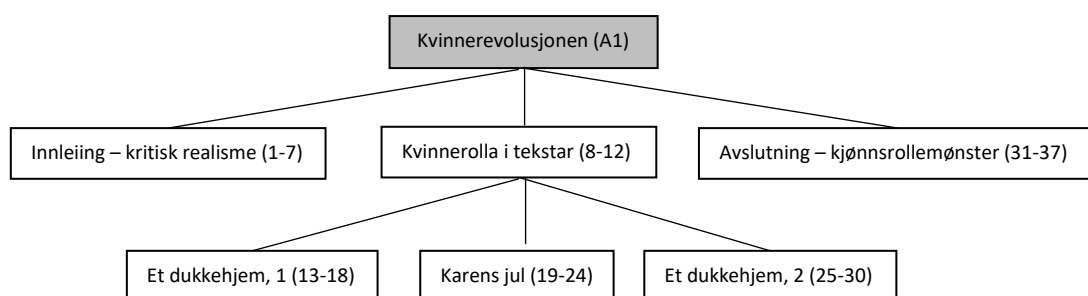 Kvinnerevolusjonen (A1)
Innleiing – kritisk realisme (1-7)
Kvinnerolla i tekstar (8-12)
Avslutning – kjønnsrollemønster (31-37)
Et dukkehjem, 1 (13-18)
Karens jul (19-24)
Et dukkehjem, 2 (25-30)